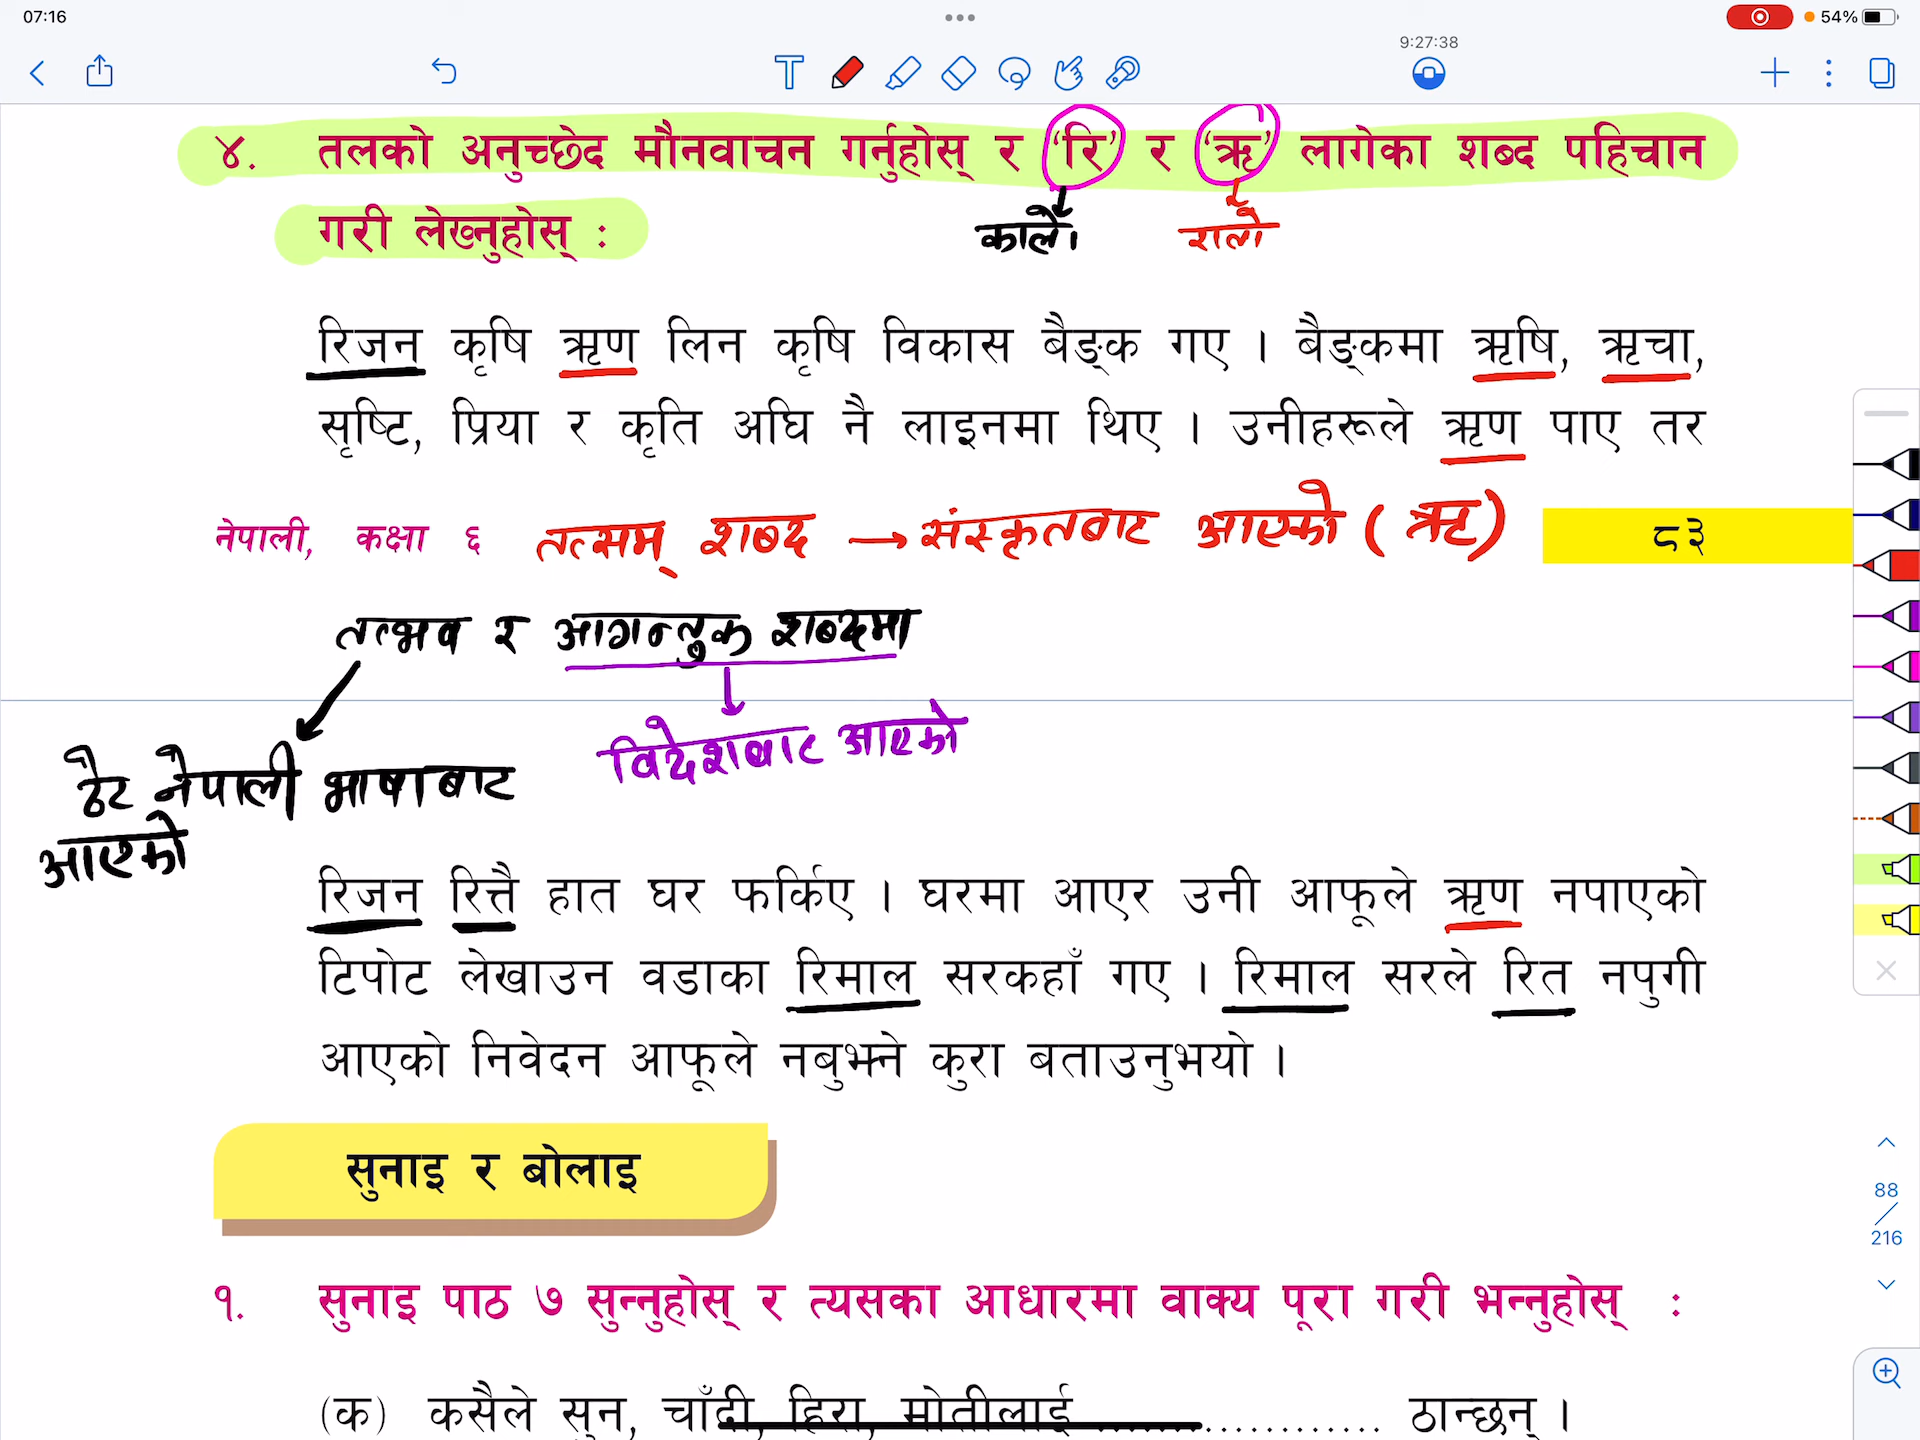 07:16
54%
9:27:38
४. तलको अनुच्छेद मौनवाचन गर्नुहोस् र ‘रि’ र ‘ऋ’ लागेका शब्द पहिचान
गरी लेख्नुहोस् :
कालो।
रातो
रिजन कृषि ऋण लिन कृषि विकास बैङ्क गए । बैङ्कमा ऋषि, ऋचा,
सृष्टि, प्रिया र कृति अघि नै लाइनमा थिए । उनीहरूले ऋण पाए तर
नेपाली, कक्षा ६
तत्सम् शब्द → संस्कृतबाट आएको (ऋ)
८३
तत्भव र आगन्तुक शब्दमा
विदेशबाट आएको
ठेट नेपाली भाषाबाट
आएको
रिजन रित्तै हात घर फर्किए । घरमा आएर उनी आफूले ऋण नपाएको
टिपोट लेखाउन वडाका रिमाल सरकहाँ गए । रिमाल सरले रित नपुगी
आएको निवेदन आफूले नबुझ्ने कुरा बताउनुभयो ।
सुनाइ र बोलाइ
१. सुनाइ पाठ ७ सुन्नुहोस् र त्यसका आधारमा वाक्य पूरा गरी भन्नुहोस् :
(क) कसैले सुन, चाँदी, हिरा, मोतीलाई .................... ठान्छन् ।
88
216